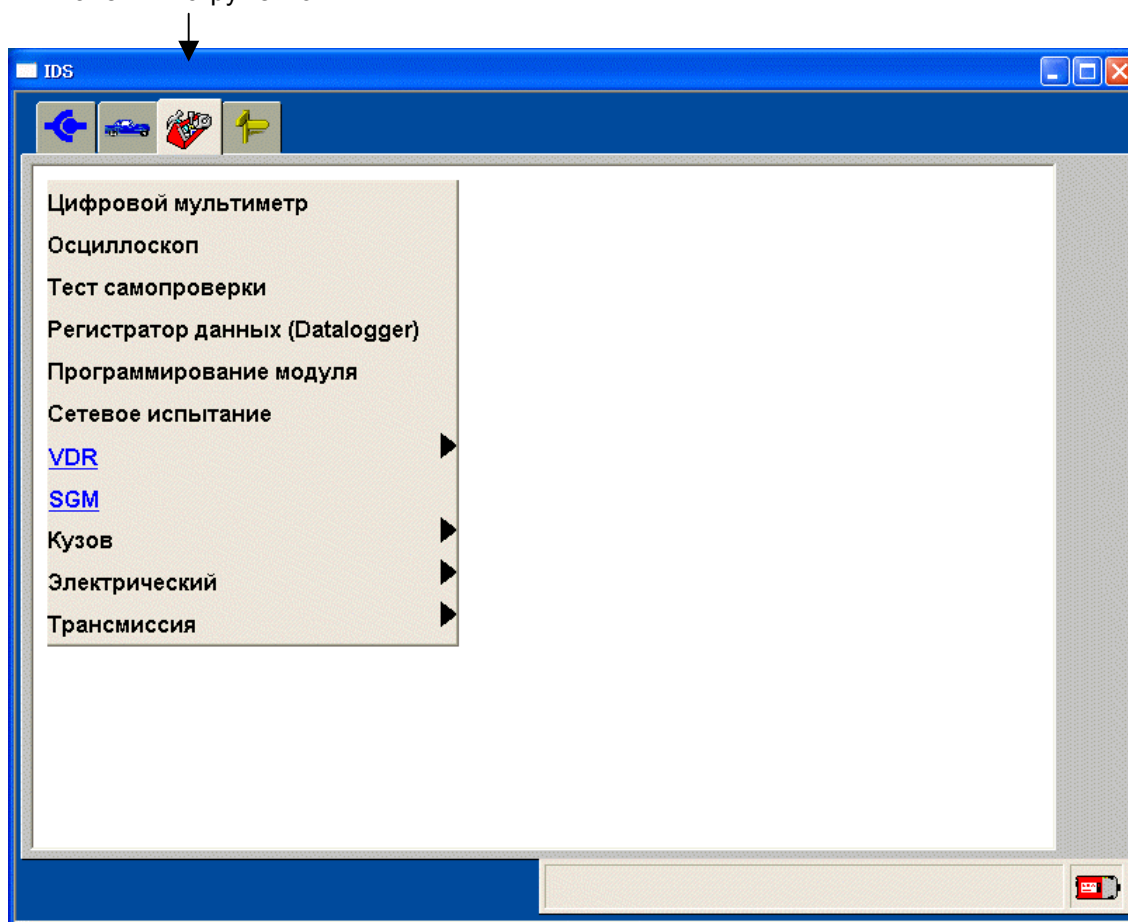 IDS
Цифровой мультиметр
Осциллоскоп
Тест самопроверки
Регистратор данных (Datalogger)
Программирование модуля
Сетевое испытание
VDR
SGM
Кузов
Электрический
Трансмиссия